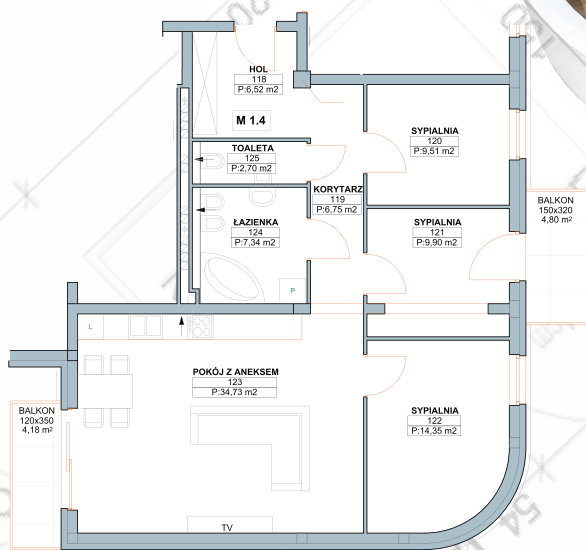 HOL
118
P:6,52 m2
M 1.4
TOALETA
125
P:2,70 m2
SYPIALNIA
120
P:9,51 m2
KORYTARZ
119
P:6,75 m2
BALKON
150x320
4,80 m²
ŁAZIENKA
124
P:7,34 m2
SYPIALNIA
121
P:9,90 m2
P
L
POKÓJ Z ANEKSEM
123
P:34,73 m2
BALKON
120x350
4,18 m²
SYPIALNIA
122
P:14,35 m2
TV
54